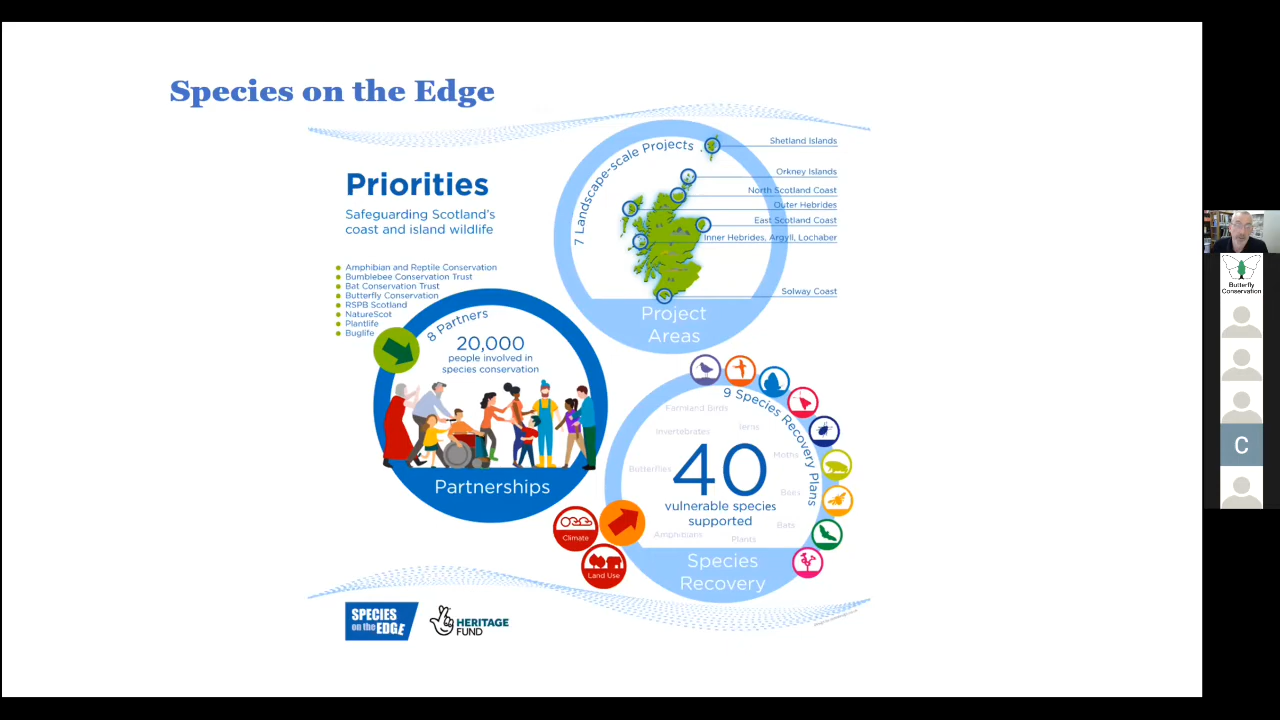 Species on the Edge
Priorities
Safeguarding Scotland's
coast and island wildlife
Amphibian and Reptile Conservation
Bumblebee Conservation Trust
Bat Conservation Trust
Butterfly Conservation
RSPB Scotland
NatureScot
Plantlife
Buglife
7 Landscape-scale Projects
Shetland Islands
Orkney Islands
North Scotland Coast
Outer Hebrides
East Scotland Coast
Inner Hebrides, Argyll, Lochaber
Solway Coast
Project
Areas
8 Partners
20,000
people involved in
species conservation
Partnerships
9 Species Recovery Plans
Farmland Birds
Terns
Invertebrates
Moths
Butterflies
Bees
Bats
Amphibians
Plants
40
vulnerable species
supported
Species
Recovery
Climate
Land Use
SPECIES
on the EDGE
HERITAGE
FUND
Butterfly
Conservation
C